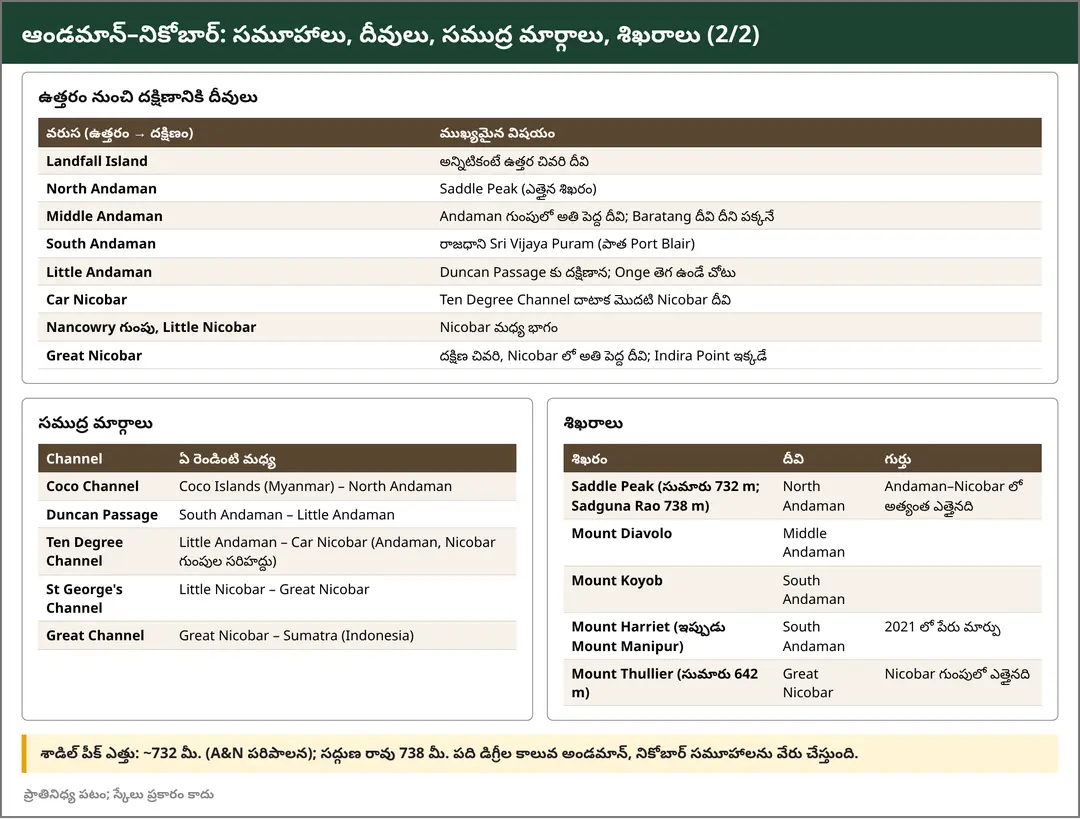 ఆండమాన్–నికోబార్: సమూహాలు, దీవులు, సముద్ర మార్గాలు, శిఖరాలు (2/2)
ఉత్తరం నుంచి దక్షిణానికి దీవులు
వరుస (ఉత్తరం → దక్షిణం) ముఖ్యమైన విషయం
Landfall Island అన్నిటికంటే ఉత్తర చివరి దీవి
North Andaman Saddle Peak (ఎత్తైన శిఖరం)
Middle Andaman Andaman గుంపులో అతి పెద్ద దీవి; Baratang దీవి దీని పక్కనే
South Andaman రాజధాని Sri Vijaya Puram (పాత Port Blair)
Little Andaman Duncan Passage కు దక్షిణాన; Onge తెగ ఉండే చోటు
Car Nicobar Ten Degree Channel దాటాక మొదటి Nicobar దీవి
Nancowry గుంపు, Little Nicobar Nicobar మధ్య భాగం
Great Nicobar దక్షిణ చివరి, Nicobar లో అతి పెద్ద దీవి; Indira Point ఇక్కడే
సముద్ర మార్గాలు
Channel ఏ రెండింటి మధ్య
Coco Channel Coco Islands (Myanmar) – North Andaman
Duncan Passage South Andaman – Little Andaman
Ten Degree Little Andaman – Car Nicobar (Andaman, Nicobar
Channel గుంపుల సరిహద్దు)
St George's Little Nicobar – Great Nicobar
Channel
Great Channel Great Nicobar – Sumatra (Indonesia)
శిఖరాలు
శిఖరం దీవి గుర్తు
Saddle Peak (సుమారు 732 m; North Andaman–Nicobar లో
Sadguna Rao 738 m) Andaman అత్యంత ఎత్తైనది
Mount Diavolo Middle
Andaman
Mount Koyob South
Andaman
Mount Harriet (ఇప్పుడు South 2021 లో పేరు మార్పు
Mount Manipur) Andaman
Mount Thullier (సుమారు 642 Great Nicobar గుంపులో ఎత్తైనది
m) Nicobar
శాడిల్ పీక్ ఎత్తు: ~732 మీ. (A&N పరిపాలన); సద్గుణ రావు 738 మీ. పది డిగ్రీల కాలువ అండమాన్, నికోబార్ సమూహాలను వేరు చేస్తుంది.
ప్రాతినిధ్య పటం; స్కేలు ప్రకారం కాదు